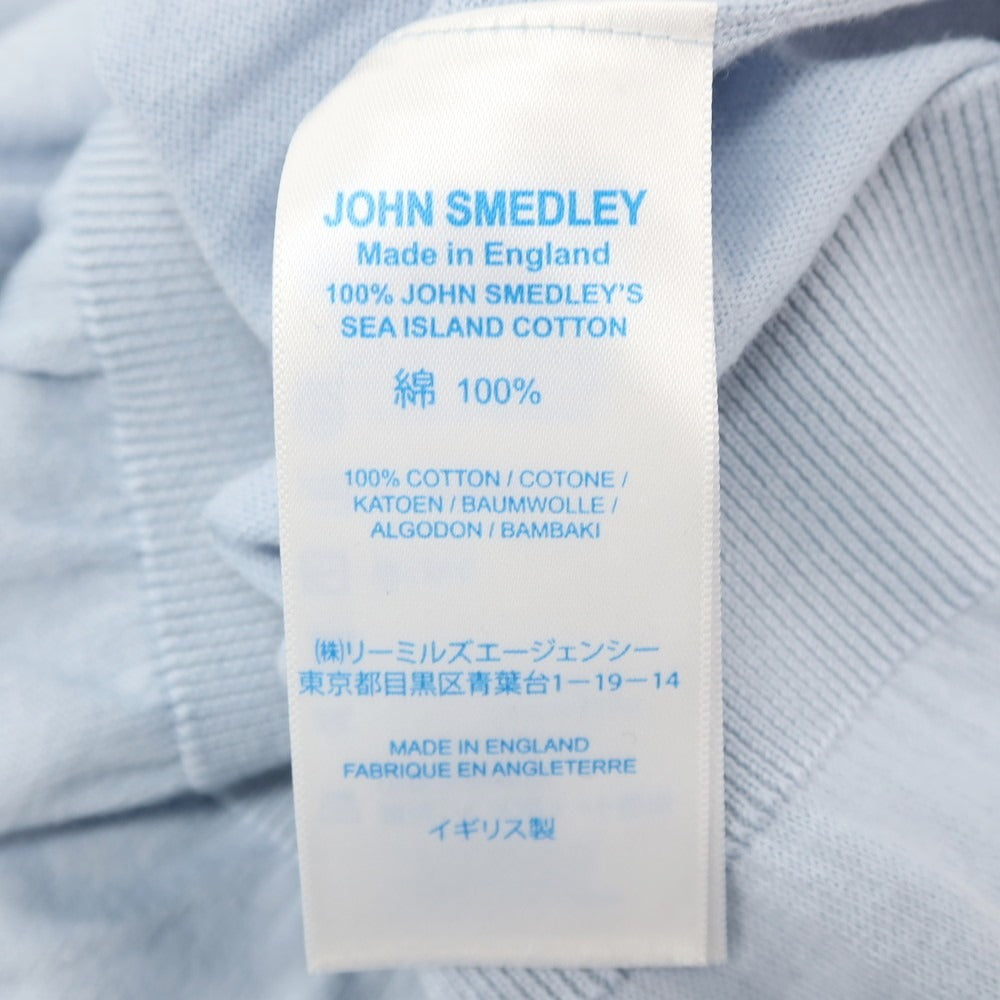 JOHN SMEDLEY
Made in England
100% JOHN SMEDLEY'S
SEA ISLAND COTTON
綿 100%
100% COTTON / COTONE /
KATOEN / BAUMWOLLE /
ALGODON / BAMBAKI
㈱リーミルズエージェンシー
東京都目黒区青葉台1－19－14
MADE IN ENGLAND
FABRIQUE EN ANGLETERRE
イギリス製